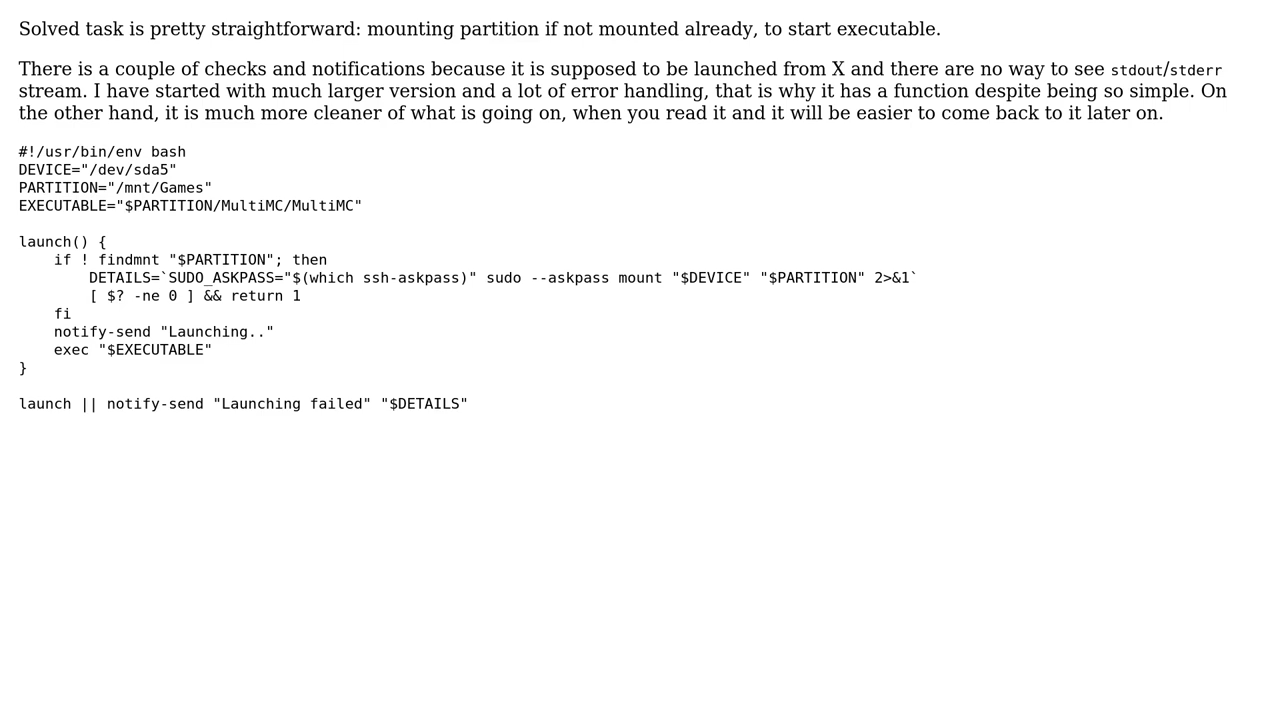 Solved task is pretty straightforward: mounting partition if not mounted already, to start executable.
There is a couple of checks and notifications because it is supposed to be launched from X and there are no way to see stdout/stderr
stream. I have started with much larger version and a lot of error handling, that is why it has a function despite being so simple. On
the other hand, it is much more cleaner of what is going on, when you read it and it will be easier to come back to it later on.
#!/usr/bin/env bash
DEVICE="/dev/sda5"
PARTITION="/mnt/Games"
EXECUTABLE="$PARTITION/MultiMC/MultiMC"
launch() {
    if ! findmnt "$PARTITION"; then
        DETAILS=`SUDO_ASKPASS="$(which ssh-askpass)" sudo --askpass mount "$DEVICE" "$PARTITION" 2>&1`
        [ $? -ne 0 ] && return 1
    fi
    notify-send "Launching.."
    exec "$EXECUTABLE"
}
launch || notify-send "Launching failed" "$DETAILS"